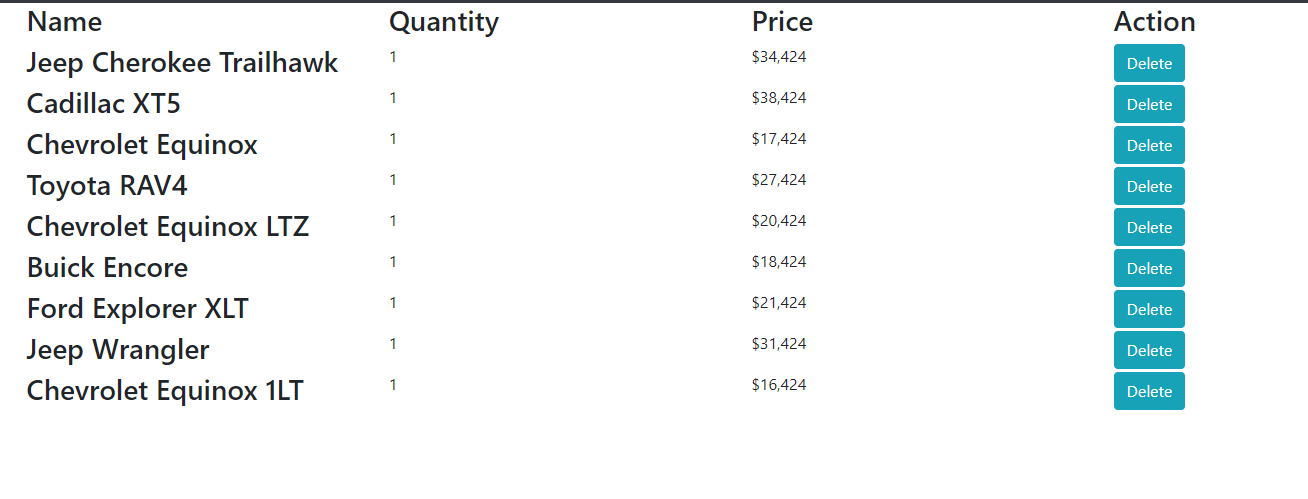 Name Quantity Price Action
Jeep Cherokee Trailhawk 1 $34,424 Delete
Cadillac XT5 1 $38,424 Delete
Chevrolet Equinox 1 $17,424 Delete
Toyota RAV4 1 $27,424 Delete
Chevrolet Equinox LTZ 1 $20,424 Delete
Buick Encore 1 $18,424 Delete
Ford Explorer XLT 1 $21,424 Delete
Jeep Wrangler 1 $31,424 Delete
Chevrolet Equinox 1LT 1 $16,424 Delete